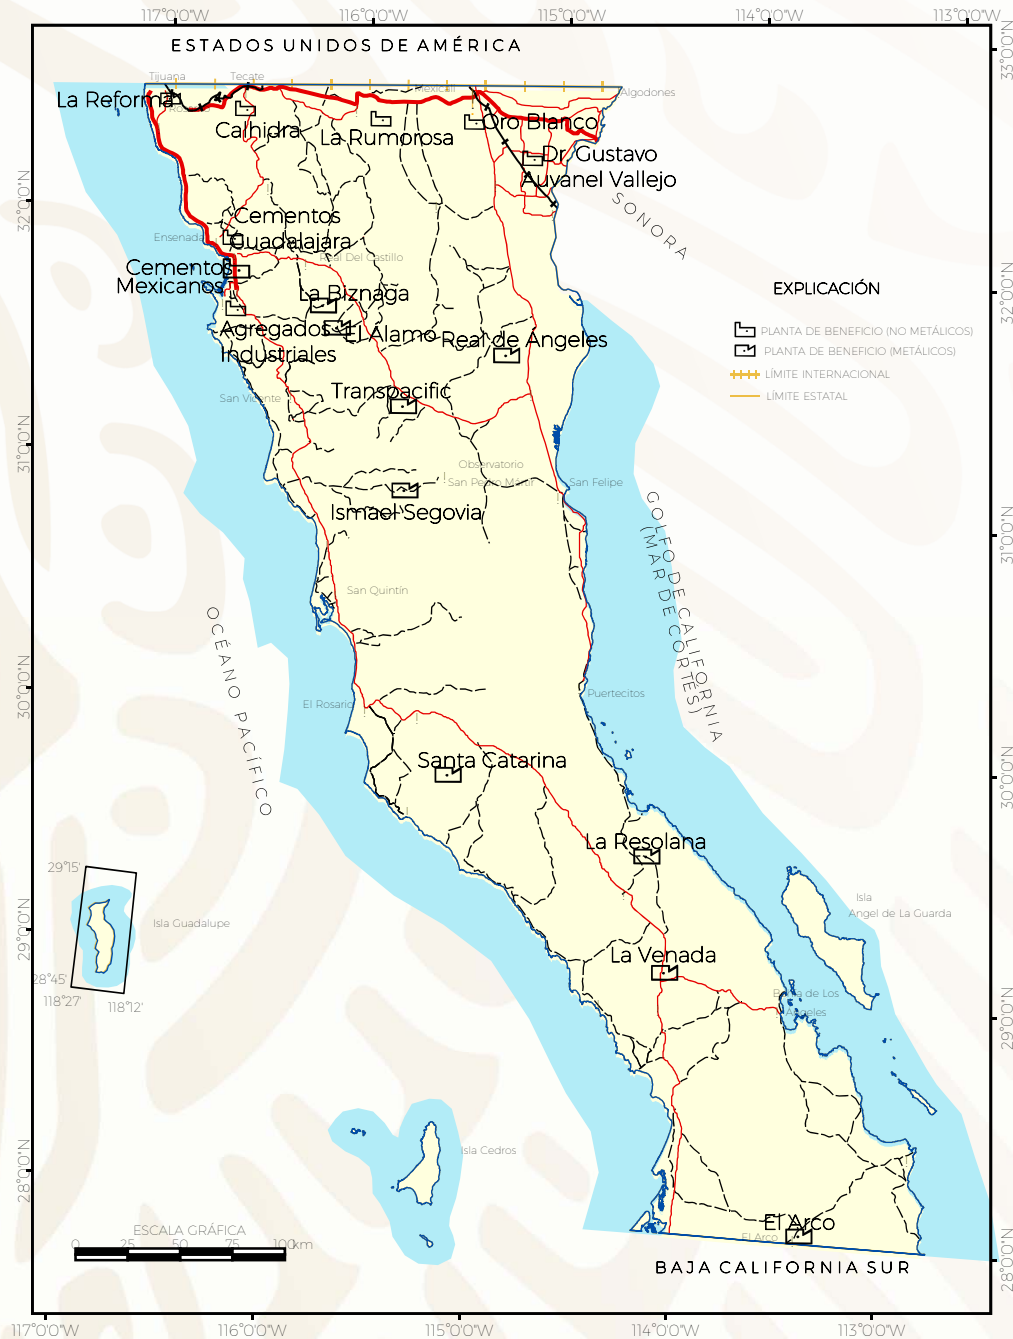 117°0'0"W 116°0'0"W 115°0'0"W 114°0'0"W 113°0'0"W
33°0'0"N
ESTADOS UNIDOS DE AMÉRICA
Tijuana Tecate Mexicali
Algodones
La Reforma
Calhidra
La Rumorosa
Oro Blanco
Dr Gustavo
Auvanel Vallejo
32°0'0"N
SONORA
Cementos
Guadalajara
Ensenada
Real Del Castillo
Cementos
Mexicanos
32°0'0"N
La Biznaga
EXPLICACIÓN
Agregados
Industriales
El Alamo
Real de Angeles
PLANTA DE BENEFICIO (NO METÁLICOS)
PLANTA DE BENEFICIO (METÁLICOS)
LÍMITE INTERNACIONAL
LÍMITE ESTATAL
Transpacific
San Vicente
31°0'0"N
Observatorio
San Pedro Mártir
San Felipe
Ismael Segovia
31°0'0"N
GOLFO DE CALIFORNIA
(MAR DE CORTÉS)
San Quintín
OCÉANO PACÍFICO
30°0'0"N
Puertecitos
El Rosario
Santa Catarina
30°0'0"N
La Resolana
29°15'
Isla
Angel de La Guarda
Isla Guadalupe
29°0'0"N
La Venada
28°45'
118°27'
118°12'
Bahia de Los
Angeles
29°0'0"N
Isla Cedros
28°0'0"N
El Arco
El Arco
ESCALA GRÁFICA
0 25 50 75 100 km
28°0'0"N
BAJA CALIFORNIA SUR
117°0'0"W 116°0'0"W 115°0'0"W 114°0'0"W 113°0'0"W